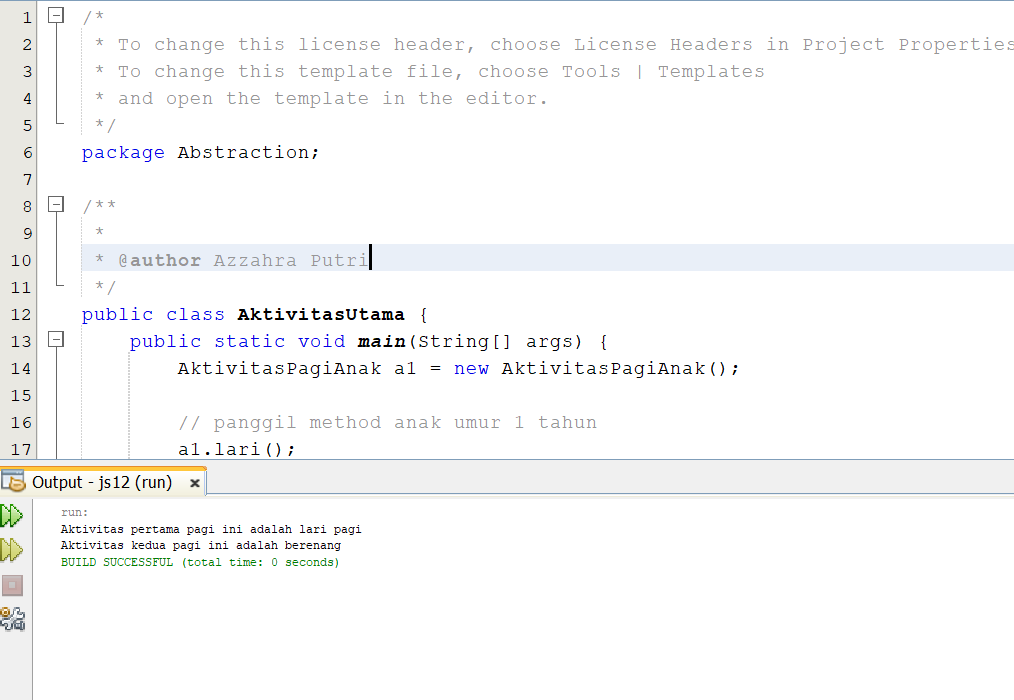 1 /*
2 * To change this license header, choose License Headers in Project Properties
3 * To change this template file, choose Tools | Templates
4 * and open the template in the editor.
5 */
6 package Abstraction;
7
8 /**
9 *
10 * @author Azzahra Putri
11 */
12 public class AktivitasUtama {
13 public static void main(String[] args) {
14 AktivitasPagiAnak a1 = new AktivitasPagiAnak();
15
16 // panggil method anak umur 1 tahun
17 a1.lari();
Output - js12 (run) ×
run:
Aktivitas pertama pagi ini adalah lari pagi
Aktivitas kedua pagi ini adalah berenang
BUILD SUCCESSFUL (total time: 0 seconds)